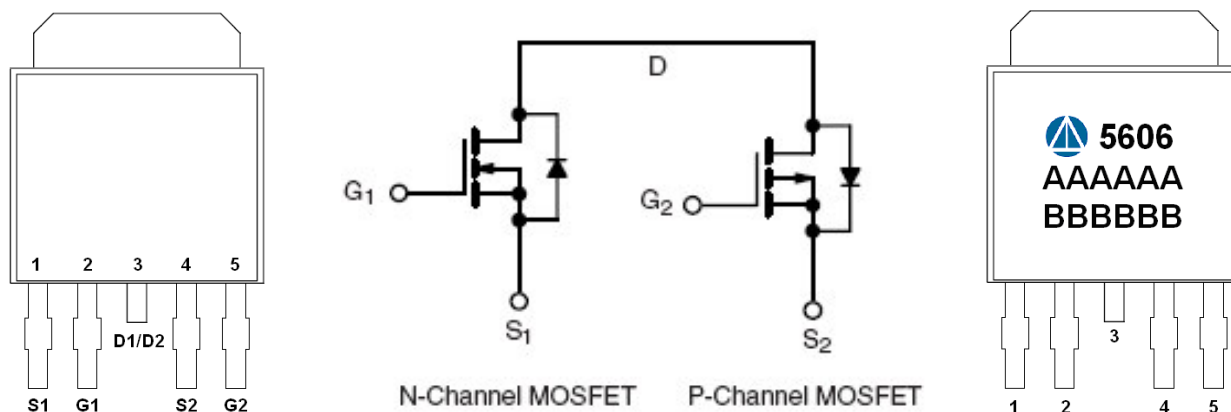 1 2 3 4 5
D1/D2
S1 G1 S2 G2
D
G1
S1
N-Channel MOSFET
G2
S2
P-Channel MOSFET
5606
AAAAAA
BBBBBB
3
1 2 4 5